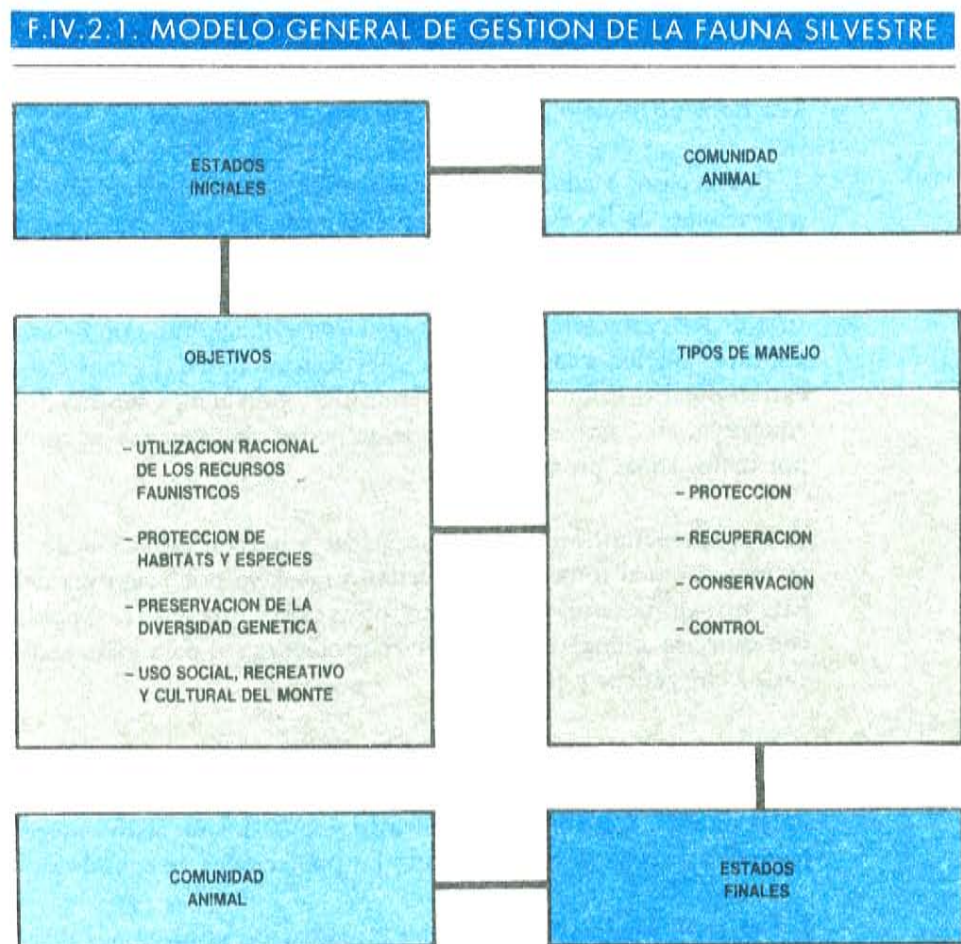 F.IV.2.1. MODELO GENERAL DE GESTION DE LA FAUNA SILVESTRE
ESTADOS
INICIALES
COMUNIDAD
ANIMAL
OBJETIVOS
– UTILIZACION RACIONAL
DE LOS RECURSOS
FAUNISTICOS
– PROTECCION DE
HABITATS Y ESPECIES
– PRESERVACION DE LA
DIVERSIDAD GENETICA
– USO SOCIAL, RECREATIVO
Y CULTURAL DEL MONTE
TIPOS DE MANEJO
– PROTECCION
– RECUPERACION
– CONSERVACION
– CONTROL
COMUNIDAD
ANIMAL
ESTADOS
FINALES